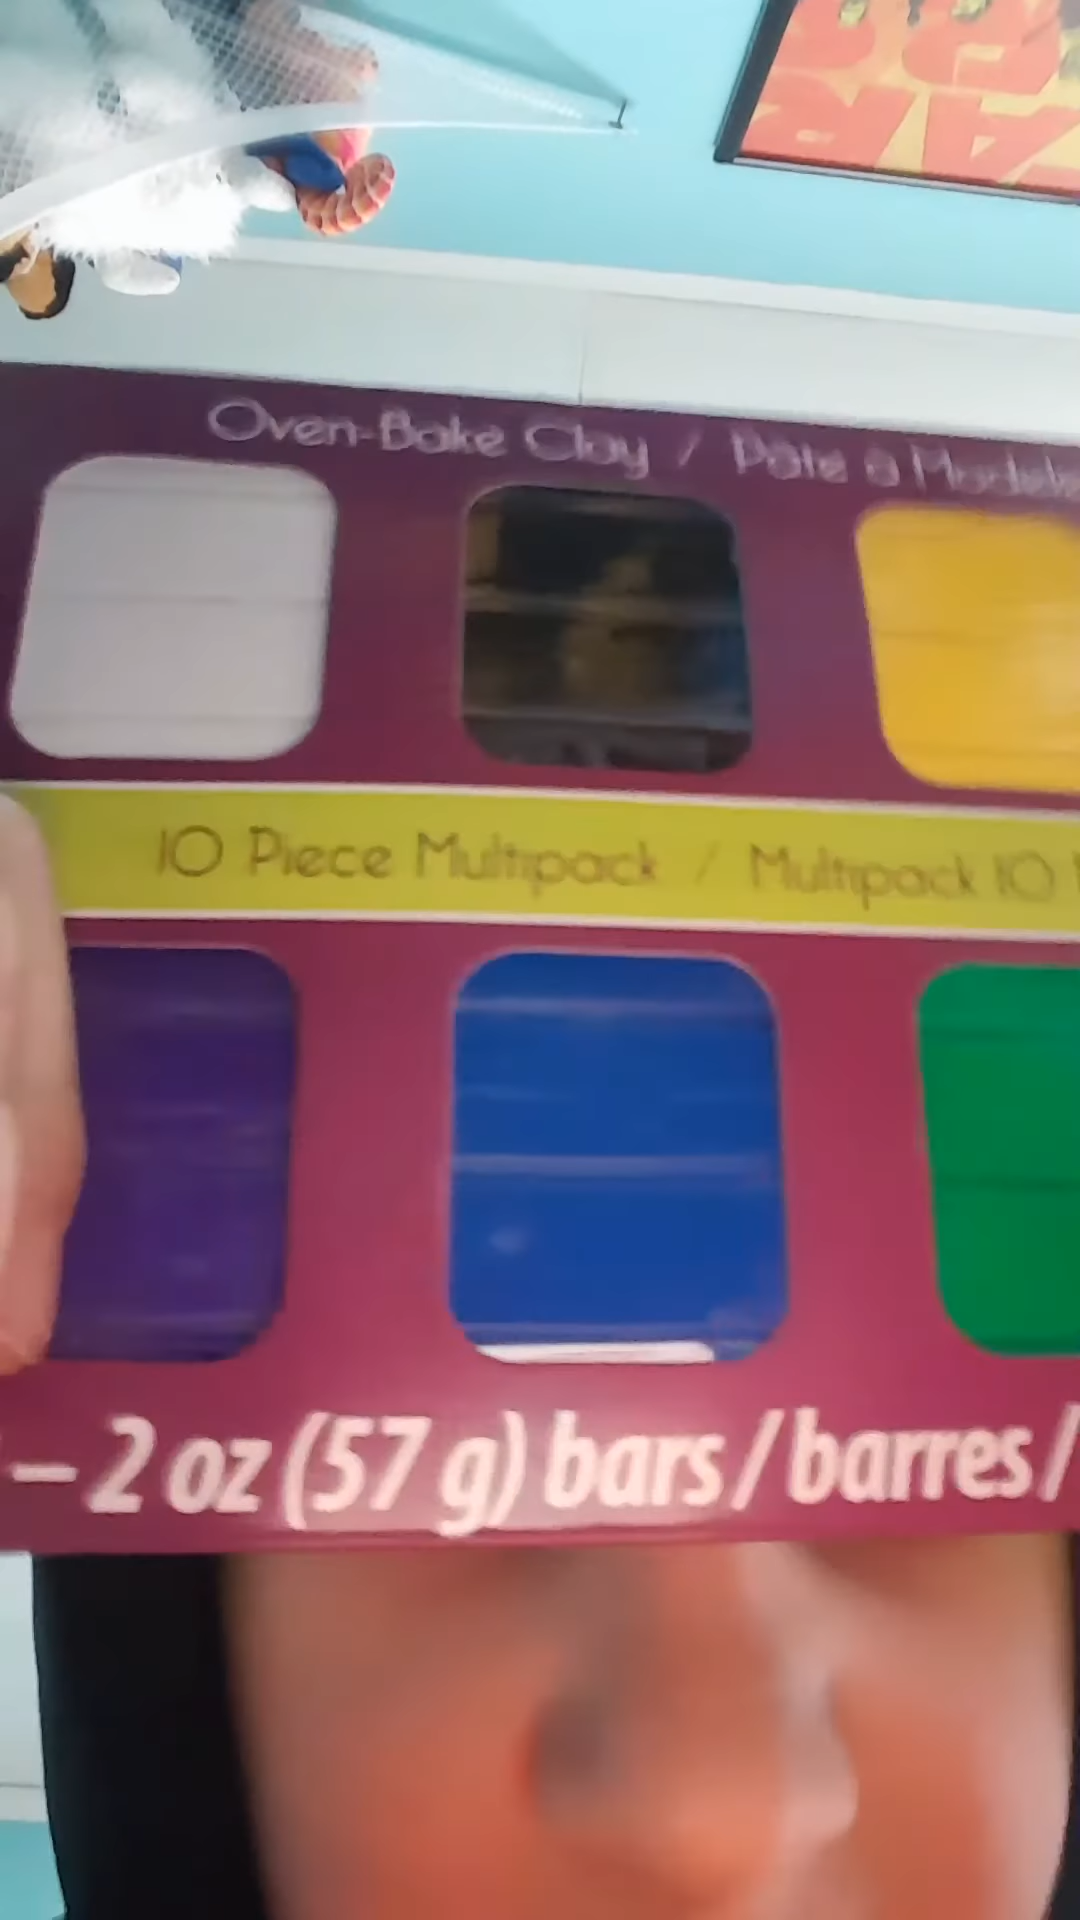 Oven-Bake Clay / Pâte à Modele
10 Piece Multipack / Multipack 10
– 2 oz (57 g) bars / barres /